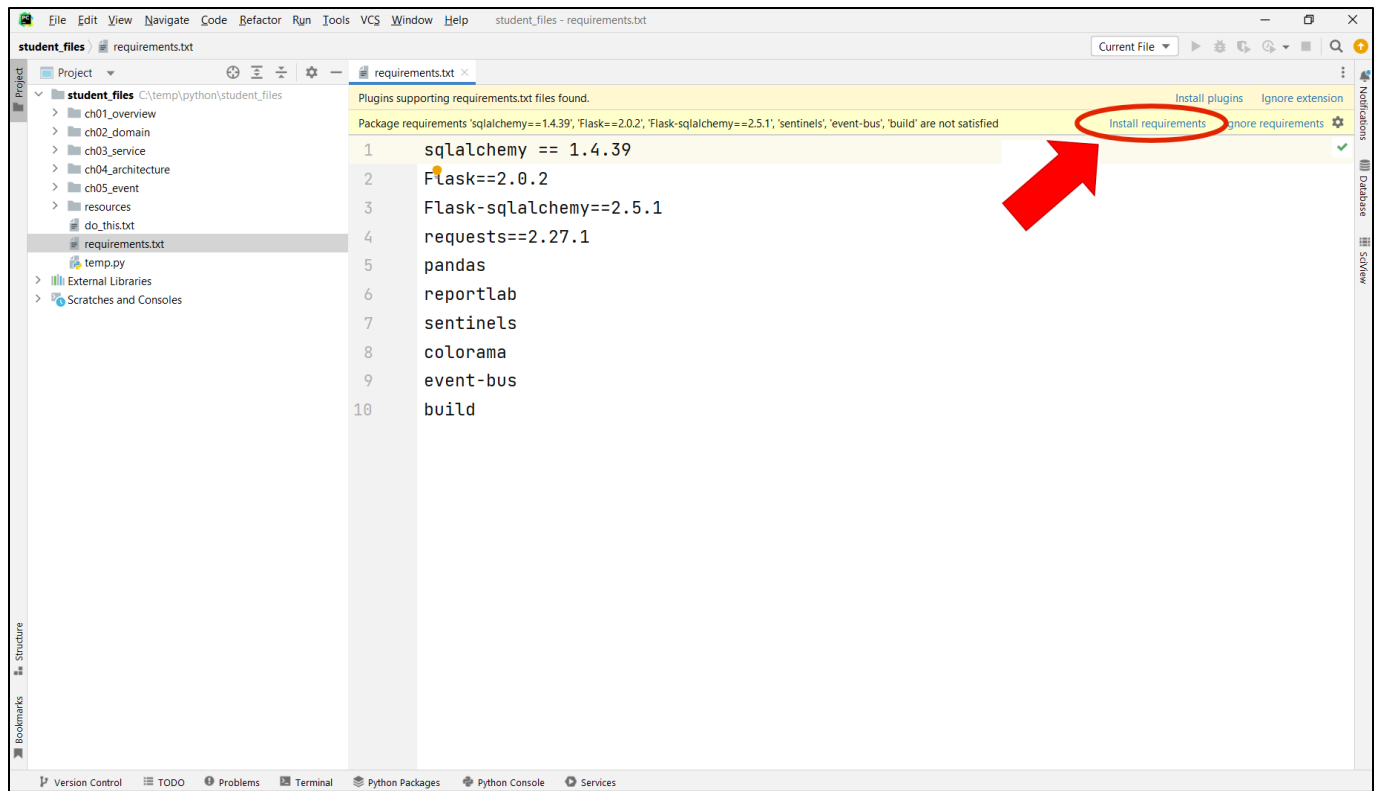 File Edit View Navigate Code Refactor Run Tools VCS Window Help student_files - requirements.txt
student_files requirements.txt Current File
Project
Project requirements.txt
student_files C:\temp\python\student_files
ch01_overview
ch02_domain
ch03_service
ch04_architecture
ch05_event
resources
do_this.txt
requirements.txt
temp.py
External Libraries
Scratches and Consoles
Plugins supporting requirements.txt files found. Install plugins Ignore extension
Package requirements 'sqlalchemy==1.4.39', 'Flask==2.0.2', 'Flask-sqlalchemy==2.5.1', 'sentinels', 'event-bus', 'build' are not satisfied Install requirements gnore requirements
1 sqlalchemy == 1.4.39
2 Flask==2.0.2
3 Flask-sqlalchemy==2.5.1
4 requests==2.27.1
5 pandas
6 reportlab
7 sentinels
8 colorama
9 event-bus
10 build
Notifications
Database
SciView
Structure
Bookmarks
Version Control TODO Problems Terminal Python Packages Python Console Services